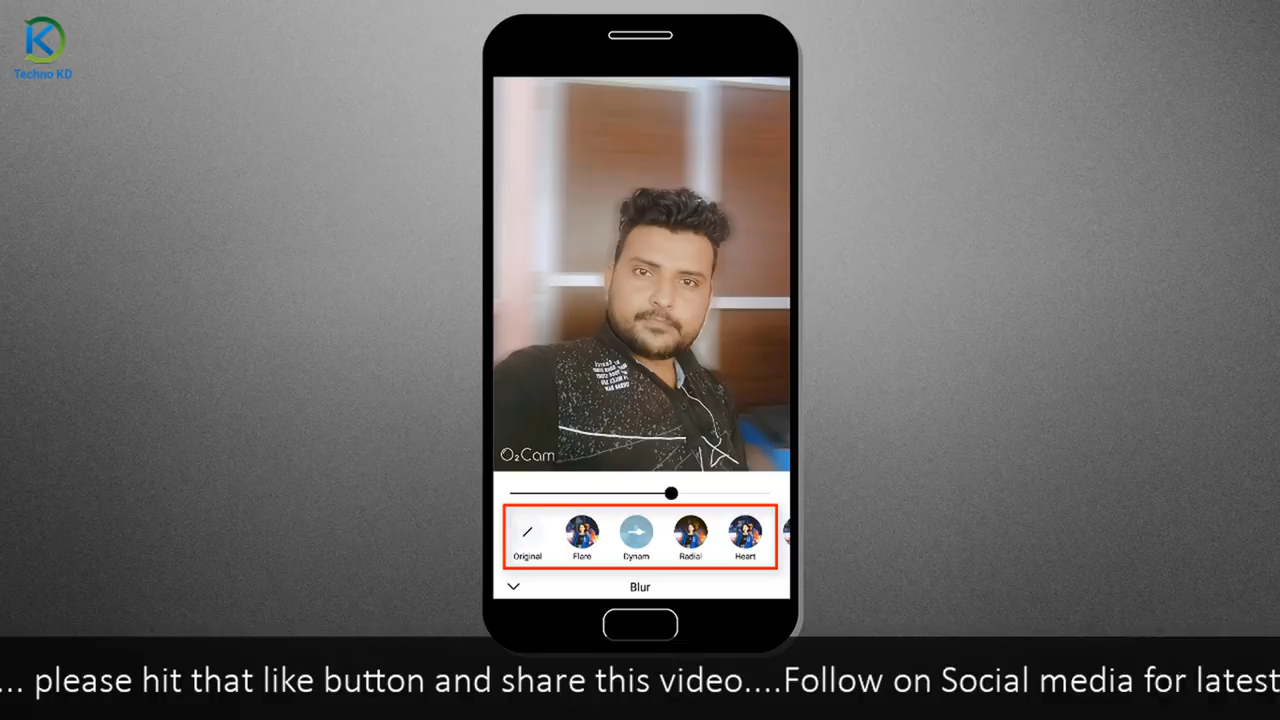 Techno KD
O₂Cam
Original
Flare
Dynam
Radial
Heart
Blur
... please hit that like button and share this video....Follow on Social media for latest